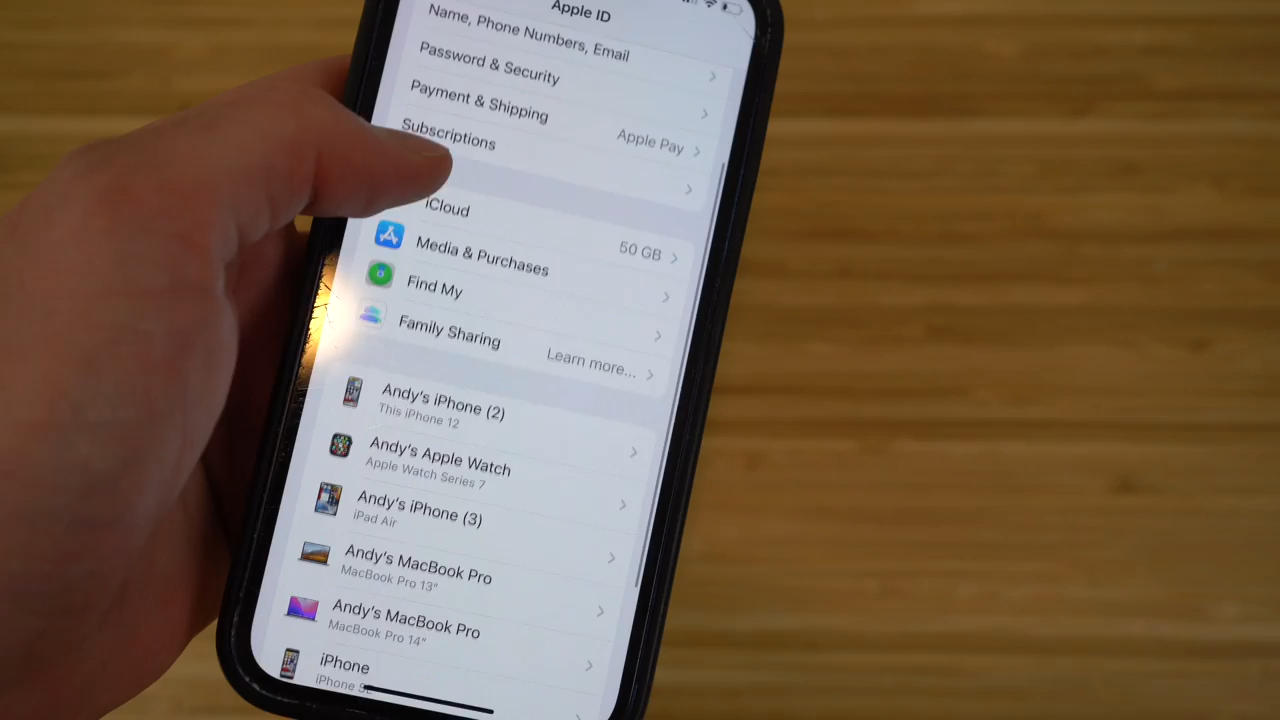 Apple ID
Name, Phone Numbers, Email
Password & Security
Payment & Shipping
Apple Pay
Subscriptions
iCloud
50 GB
Media & Purchases
Find My
Family Sharing
Learn more...
Andy's iPhone (2)
This iPhone 12
Andy's Apple Watch
Apple Watch Series 7
Andy's iPhone (3)
iPad Air
Andy's MacBook Pro
MacBook Pro 13"
Andy's MacBook Pro
MacBook Pro 14"
iPhone
iPhone SE